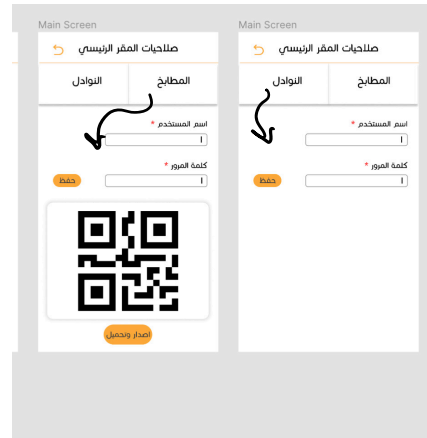 Main Screen
صلاحيات المقر الرئيسي
المطابخ
النوادل
اسم المستخدم *
ا
كلمة المرور *
ا
حفظ
اصدار وتحميل
Main Screen
صلاحيات المقر الرئيسي
المطابخ
النوادل
اسم المستخدم *
ا
كلمة المرور *
ا
حفظ